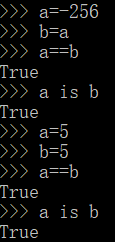 >>> a=-256
>>> b=a
>>> a==b
True
>>> a is b
True
>>> a=5
>>> b=5
>>> a==b
True
>>> a is b
True